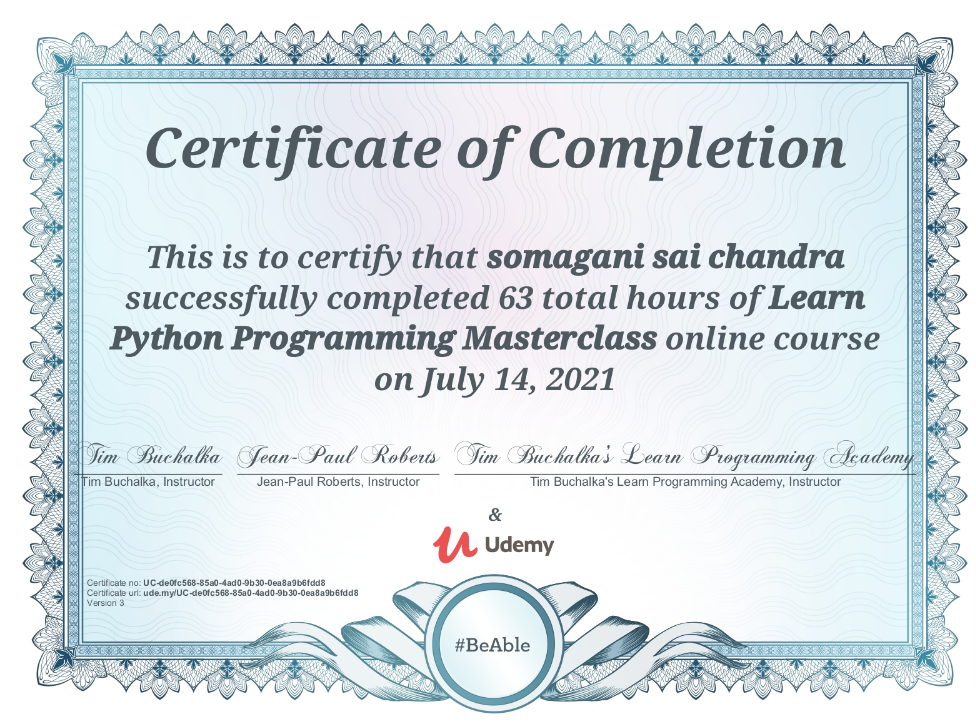 Certificate of Completion
This is to certify that somagani sai chandra
successfully completed 63 total hours of Learn
Python Programming Masterclass online course
on July 14, 2021
Tim Buchalka Jean-Paul Roberts Tim Buchalka's Learn Programming Academy
Tim Buchalka, Instructor Jean-Paul Roberts, Instructor Tim Buchalka's Learn Programming Academy, Instructor
&
Udemy
Certificate no: UC-de0fc568-85a0-4ad0-9b30-0ea8a9b6fdd8
Certificate url: ude.my/UC-de0fc568-85a0-4ad0-9b30-0ea8a9b6fdd8
Version 3
#BeAble